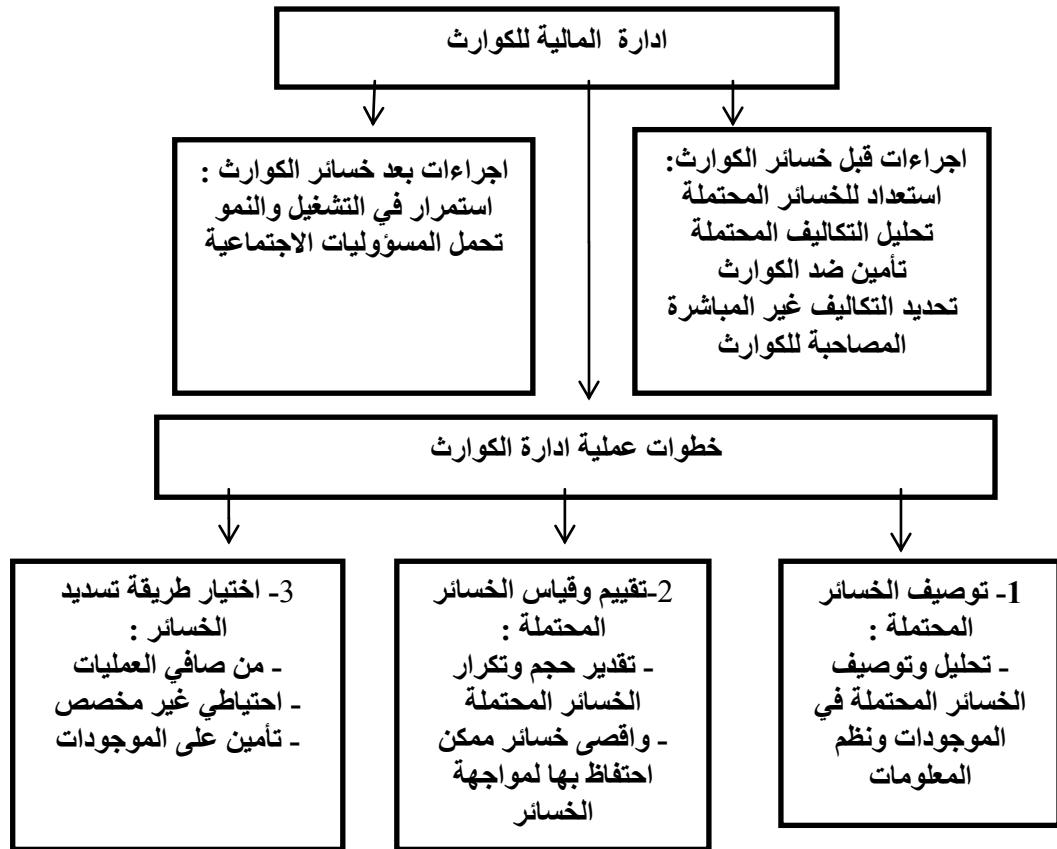 ادارة المالية للكوارث
اجراءات قبل خسائر الكوارث:
استعداد للخسائر المحتملة
تحليل التكاليف المحتملة
تأمين ضد الكوارث
تحديد التكاليف غير المباشرة
المصاحبة للكوارث
اجراءات بعد خسائر الكوارث :
استمرار في التشغيل والنمو
تحمل المسؤوليات الاجتماعية
خطوات عملية ادارة الكوارث
1- توصيف الخسائر
المحتملة :
- تحليل وتوصيف
الخسائر المحتملة في
الموجودات ونظم
المعلومات
2-تقييم وقياس الخسائر
المحتملة :
- تقدير حجم وتكرار
الخسائر المحتملة
- واقصى خسائر ممكن
احتفاظ بها لمواجهة
الخسائر
3- اختيار طريقة تسديد
الخسائر :
- من صافي العمليات
- احتياطي غير مخصص
- تأمين على الموجودات